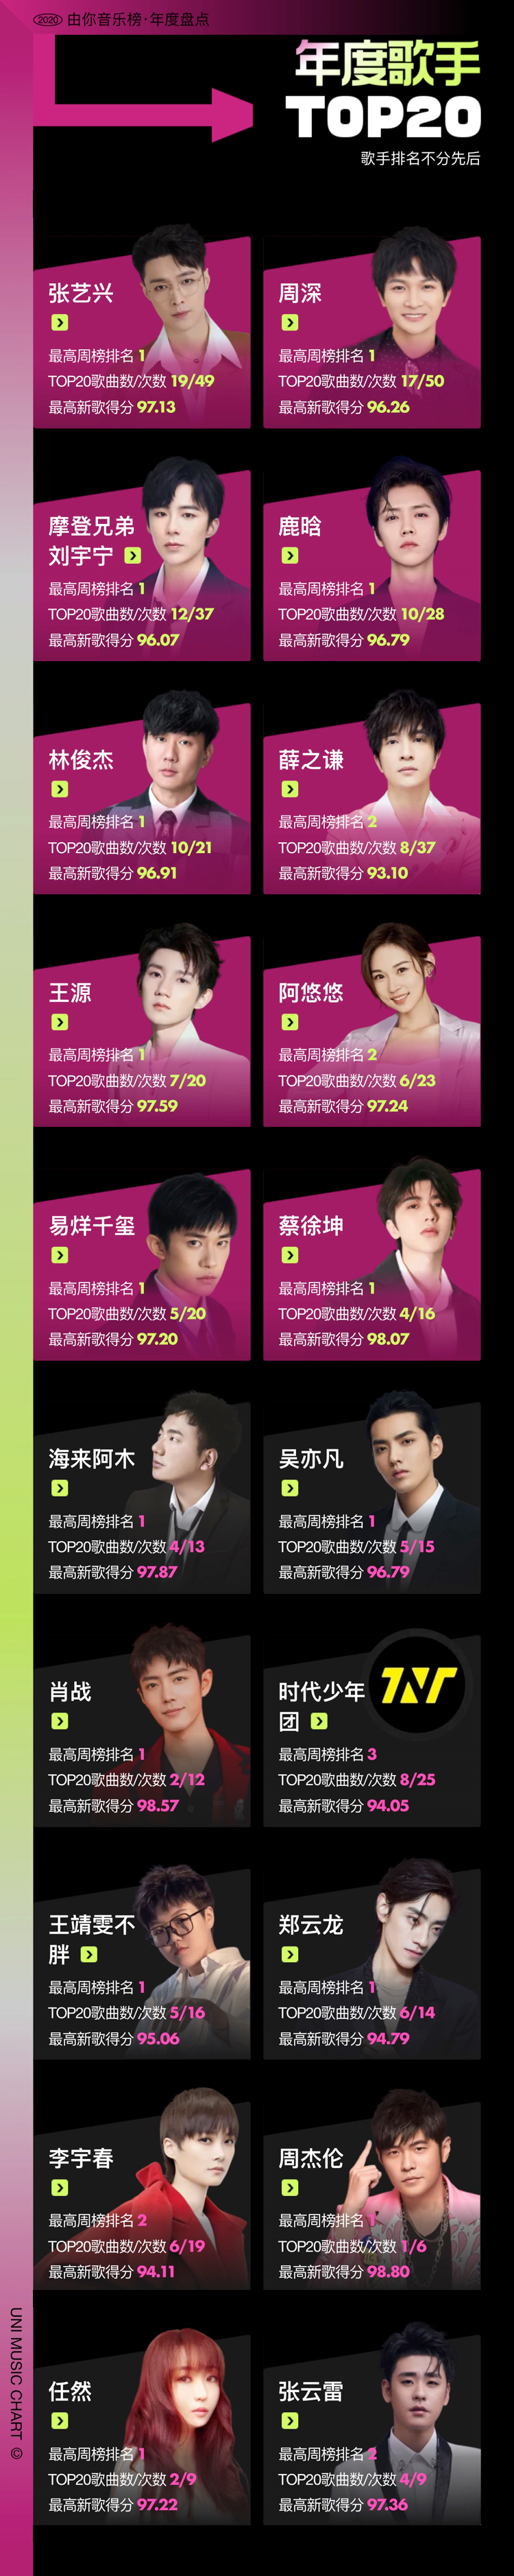 2020 由你音乐榜·年度盘点
年度歌手
TOP20
歌手排名不分先后
张艺兴
最高周榜排名 1
TOP20歌曲数/次数 19/49
最高新歌得分 97.13
周深
最高周榜排名 1
TOP20歌曲数/次数 17/50
最高新歌得分 96.26
摩登兄弟
刘宇宁
最高周榜排名 1
TOP20歌曲数/次数 12/37
最高新歌得分 96.07
鹿晗
最高周榜排名 1
TOP20歌曲数/次数 10/28
最高新歌得分 96.79
林俊杰
最高周榜排名 1
TOP20歌曲数/次数 10/21
最高新歌得分 96.91
薛之谦
最高周榜排名 2
TOP20歌曲数/次数 8/37
最高新歌得分 93.10
王源
最高周榜排名 1
TOP20歌曲数/次数 7/20
最高新歌得分 97.59
阿悠悠
最高周榜排名 2
TOP20歌曲数/次数 6/23
最高新歌得分 97.24
易烊千玺
最高周榜排名 1
TOP20歌曲数/次数 5/20
最高新歌得分 97.20
蔡徐坤
最高周榜排名 1
TOP20歌曲数/次数 4/16
最高新歌得分 98.07
海来阿木
最高周榜排名 1
TOP20歌曲数/次数 4/13
最高新歌得分 97.87
吴亦凡
最高周榜排名 1
TOP20歌曲数/次数 5/15
最高新歌得分 96.79
肖战
最高周榜排名 1
TOP20歌曲数/次数 2/12
最高新歌得分 98.57
时代少年
团
TNT
最高周榜排名 3
TOP20歌曲数/次数 8/25
最高新歌得分 94.05
王靖雯不
胖
最高周榜排名 1
TOP20歌曲数/次数 5/16
最高新歌得分 95.06
郑云龙
最高周榜排名 1
TOP20歌曲数/次数 6/14
最高新歌得分 94.79
李宇春
最高周榜排名 2
TOP20歌曲数/次数 6/19
最高新歌得分 94.11
周杰伦
最高周榜排名 1
TOP20歌曲数/次数 1/6
最高新歌得分 98.80
任然
最高周榜排名 1
TOP20歌曲数/次数 2/9
最高新歌得分 97.22
张云雷
最高周榜排名 2
TOP20歌曲数/次数 4/9
最高新歌得分 97.36
UNI MUSIC CHART ©